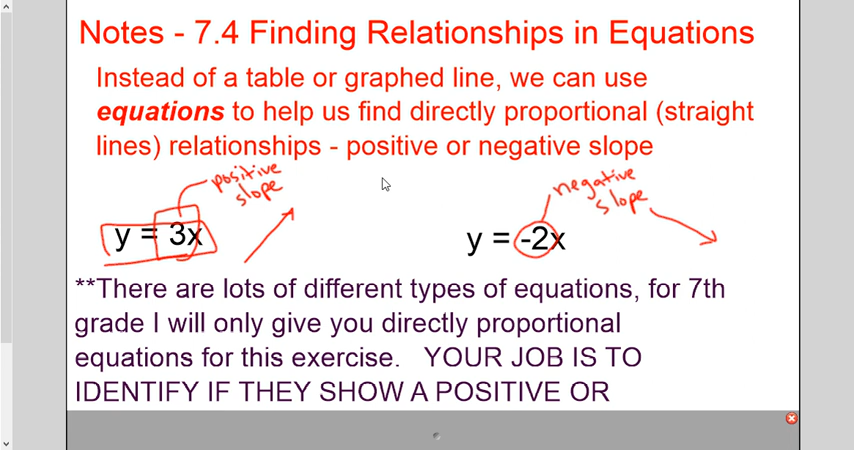 Notes - 7.4 Finding Relationships in Equations
Instead of a table or graphed line, we can use
equations to help us find directly proportional (straight
lines) relationships - positive or negative slope
positive
slope
negative
slope
y = 3x
y = -2x
**There are lots of different types of equations, for 7th
grade I will only give you directly proportional
equations for this exercise. YOUR JOB IS TO
IDENTIFY IF THEY SHOW A POSITIVE OR